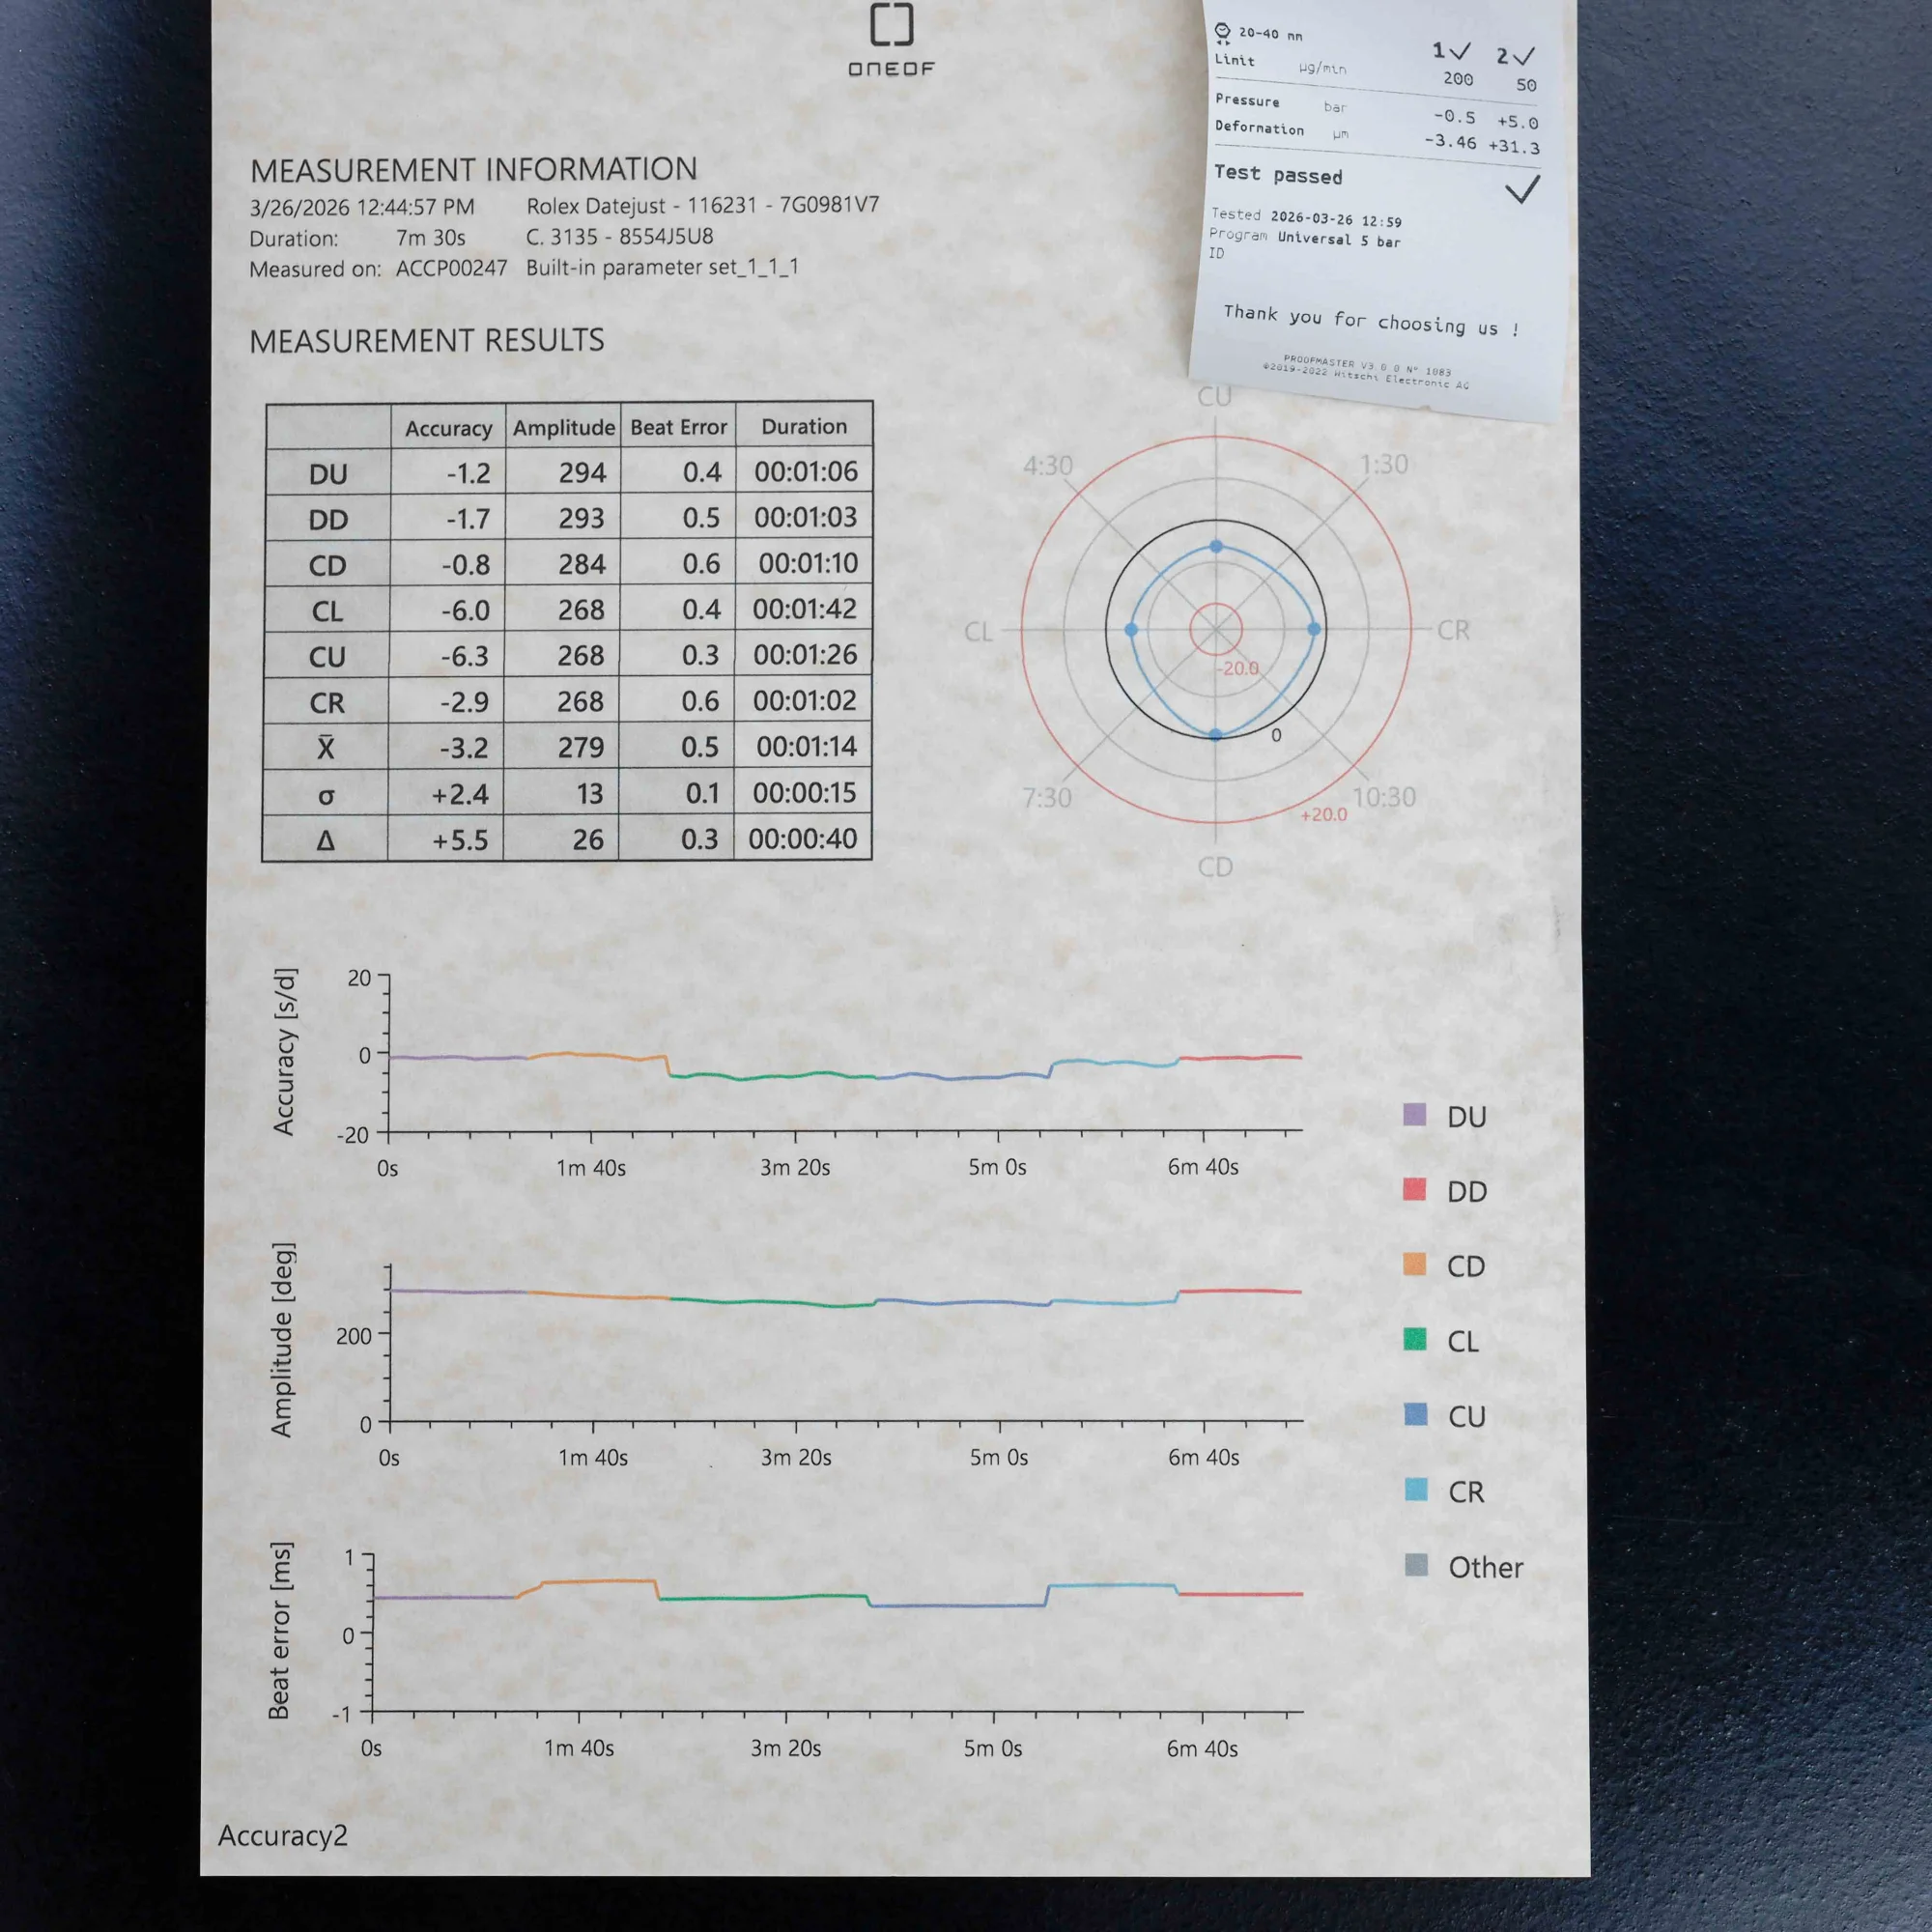 ONEOF
20-40 mm
1✓ 2✓
Limit µg/min 200 50
Pressure bar -0.5 +5.0
Deformation µm -3.46 +31.3
Test passed ✓
Tested 2026-03-26 12:59
Program Universal 5 bar
ID
Thank you for choosing us !
PROOFMASTER V3.0.0 N° 1083
©2019-2022 Witschi Electronic AG
MEASUREMENT INFORMATION
3/26/2026 12:44:57 PM Rolex Datejust - 116231 - 7G0981V7
Duration: 7m 30s C. 3135 - 8554J5U8
Measured on: ACCP00247 Built-in parameter set_1_1_1
MEASUREMENT RESULTS
Accuracy Amplitude Beat Error Duration
DU -1.2 294 0.4 00:01:06
DD -1.7 293 0.5 00:01:03
CD -0.8 284 0.6 00:01:10
CL -6.0 268 0.4 00:01:42
CU -6.3 268 0.3 00:01:26
CR -2.9 268 0.6 00:01:02
X̄ -3.2 279 0.5 00:01:14
σ +2.4 13 0.1 00:00:15
Δ +5.5 26 0.3 00:00:40
CU
4:30 1:30
CL CR
-20.0
0
7:30 10:30
+20.0
CD
Accuracy [s/d]
20
0
-20
0s 1m 40s 3m 20s 5m 0s 6m 40s
Amplitude [deg]
200
0
0s 1m 40s 3m 20s 5m 0s 6m 40s
Beat error [ms]
1
0
-1
0s 1m 40s 3m 20s 5m 0s 6m 40s
DU
DD
CD
CL
CU
CR
Other
Accuracy2